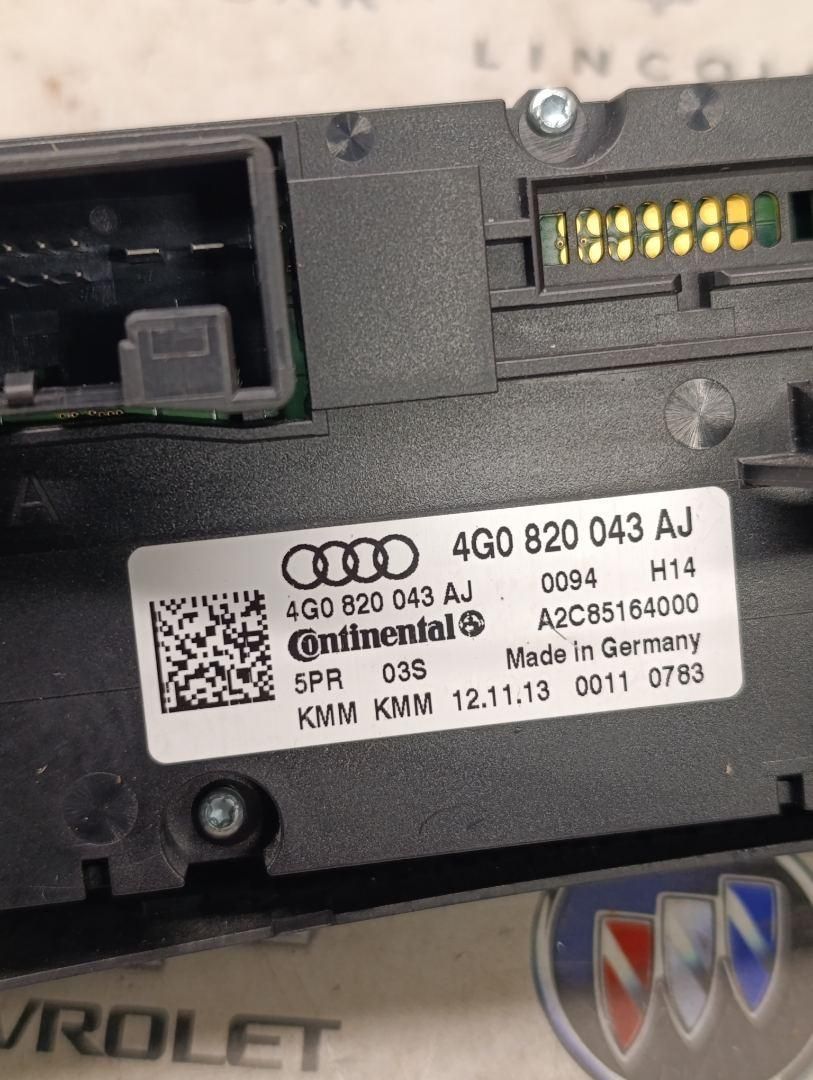 LINCOL
A
4G0 820 043 AJ
4G0 820 043 AJ 0094 H14
Continental A2C85164000
5PR 03S Made in Germany
KMM KMM 12.11.13 0011 0783
VROLET